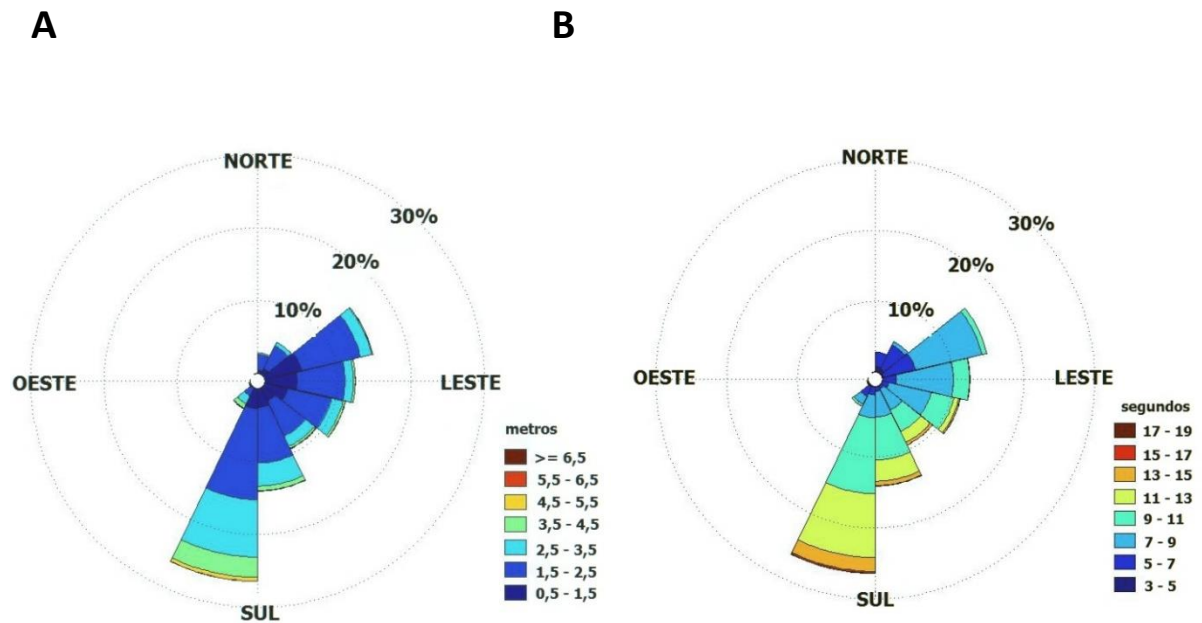 A
B
NORTE
30%
20%
10%
OESTE
LESTE
SUL
metros
>= 6,5
5,5 - 6,5
4,5 - 5,5
3,5 - 4,5
2,5 - 3,5
1,5 - 2,5
0,5 - 1,5
NORTE
30%
20%
10%
OESTE
LESTE
SUL
segundos
17 - 19
15 - 17
13 - 15
11 - 13
9 - 11
7 - 9
5 - 7
3 - 5